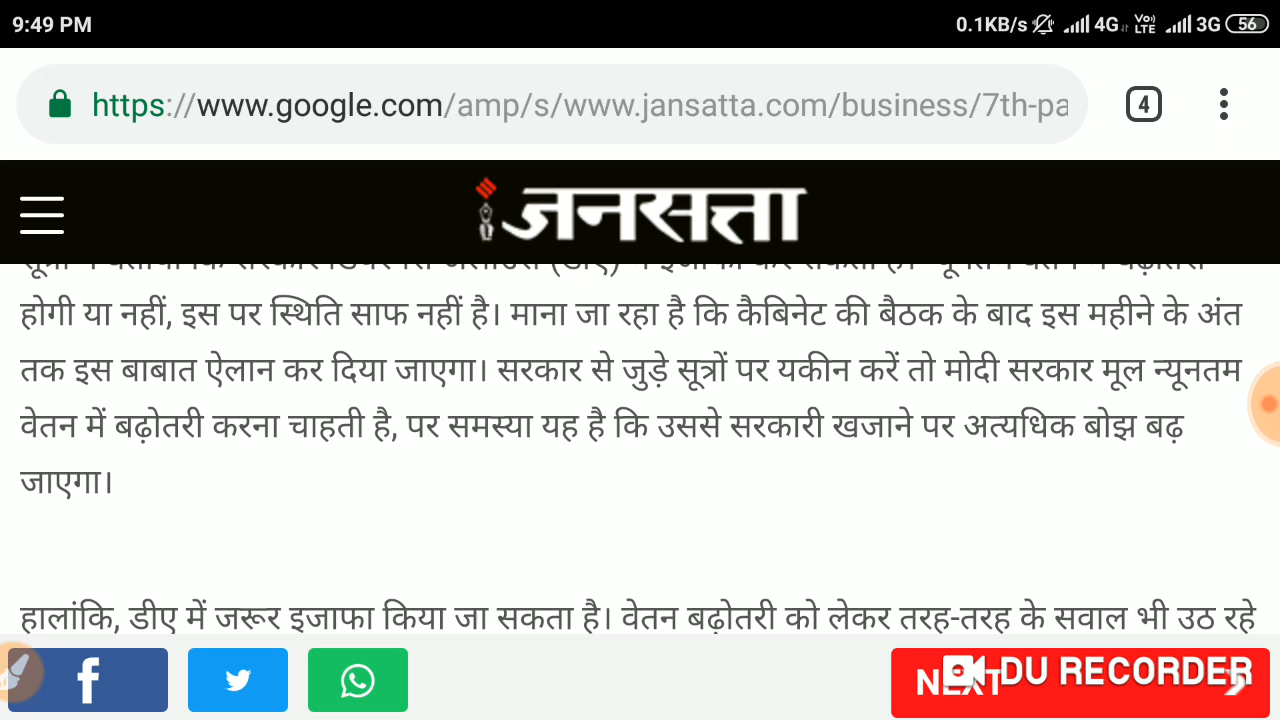 9:49 PM
0.1KB/s 4G VoLTE 3G 56
https://www.google.com/amp/s/www.jansatta.com/business/7th-pa
4
जनसत्ता
होगी या नहीं, इस पर स्थिति साफ नहीं है। माना जा रहा है कि कैबिनेट की बैठक के बाद इस महीने के अंत
तक इस बाबात ऐलान कर दिया जाएगा। सरकार से जुड़े सूत्रों पर यकीन करें तो मोदी सरकार मूल न्यूनतम
वेतन में बढ़ोतरी करना चाहती है, पर समस्या यह है कि उससे सरकारी खजाने पर अत्यधिक बोझ बढ़
जाएगा।
हालांकि, डीए में जरूर इजाफा किया जा सकता है। वेतन बढ़ोतरी को लेकर तरह-तरह के सवाल भी उठ रहे
f
NEXT
DU RECORDER